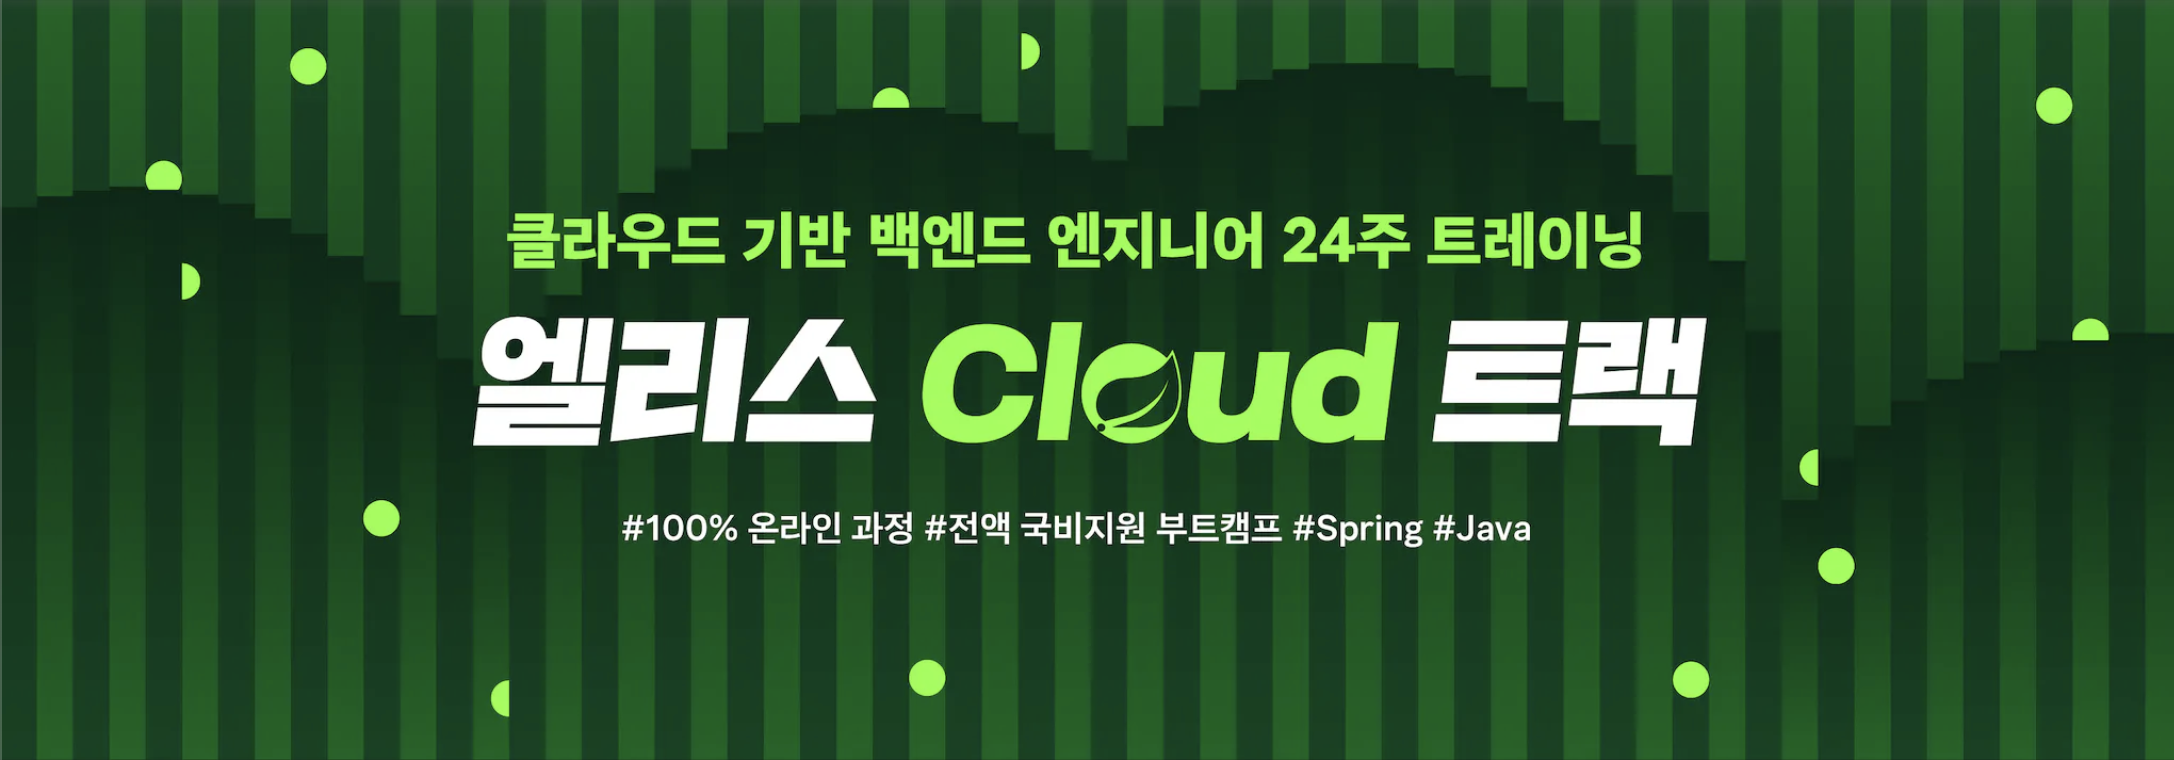 클라우드 기반 백엔드 엔지니어 24주 트레이닝
엘리스 Cloud 트랙
#100% 온라인 과정 #전액 국비지원 부트캠프 #Spring #Java